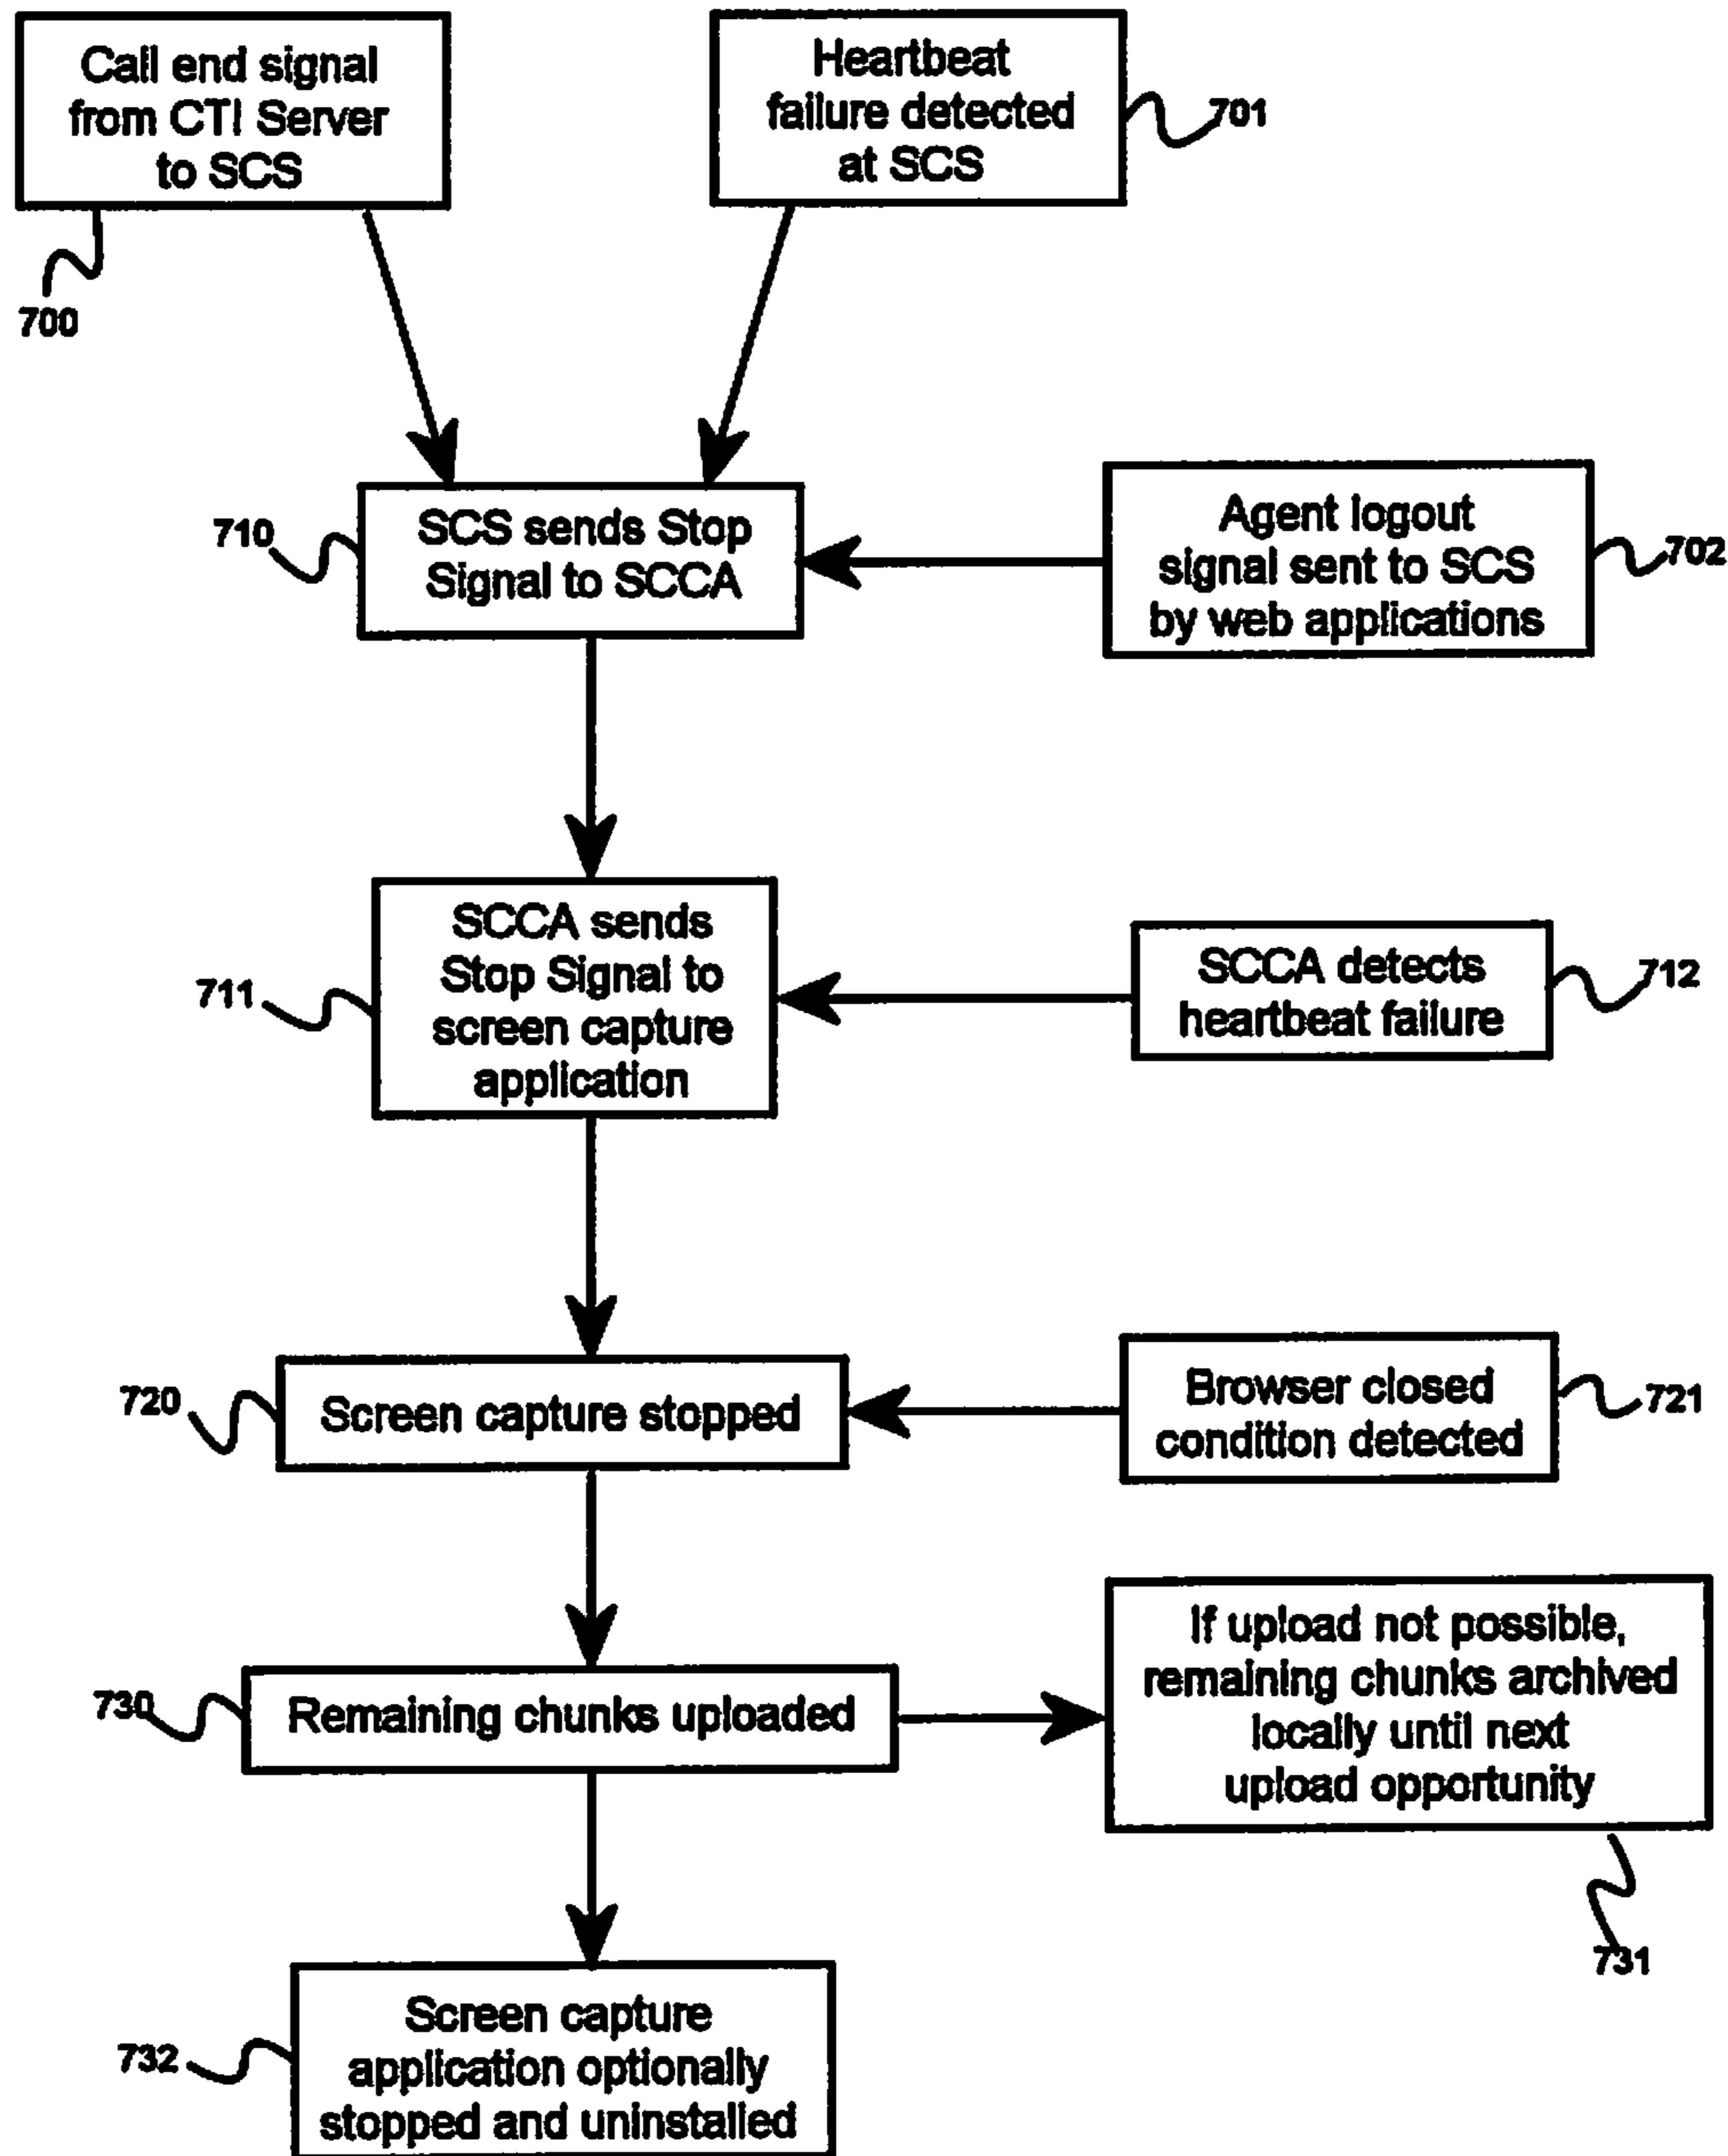 Call end signal
from CTI Server
to SCS
700
Heartbeat
failure detected
at SCS
701
710
SCS sends Stop
Signal to SCCA
Agent logout
signal sent to SCS
by web applications
702
711
SCCA sends
Stop Signal to
screen capture
application
SCCA detects
heartbeat failure
712
720
Screen capture stopped
Browser closed
condition detected
721
730
Remaining chunks uploaded
If upload not possible,
remaining chunks archived
locally until next
upload opportunity
731
732
Screen capture
application optionally
stopped and uninstalled